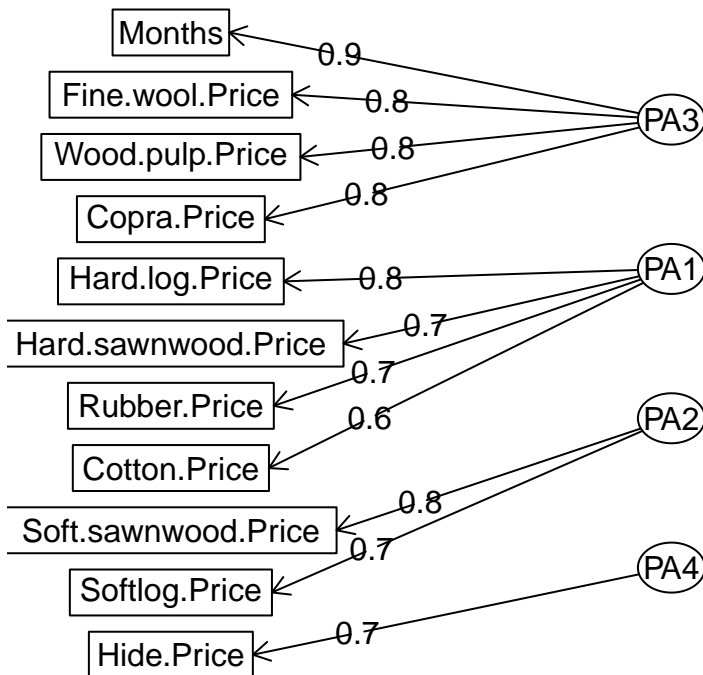 Months
0.9
Fine.wool.Price
0.8
PA3
Wood.pulp.Price
0.8
Copra.Price
0.8
Hard.log.Price
0.8
PA1
Hard.sawnwood.Price
0.7
Rubber.Price
0.7
Cotton.Price
0.6
PA2
Soft.sawnwood.Price
0.8
Softlog.Price
0.7
PA4
Hide.Price
0.7